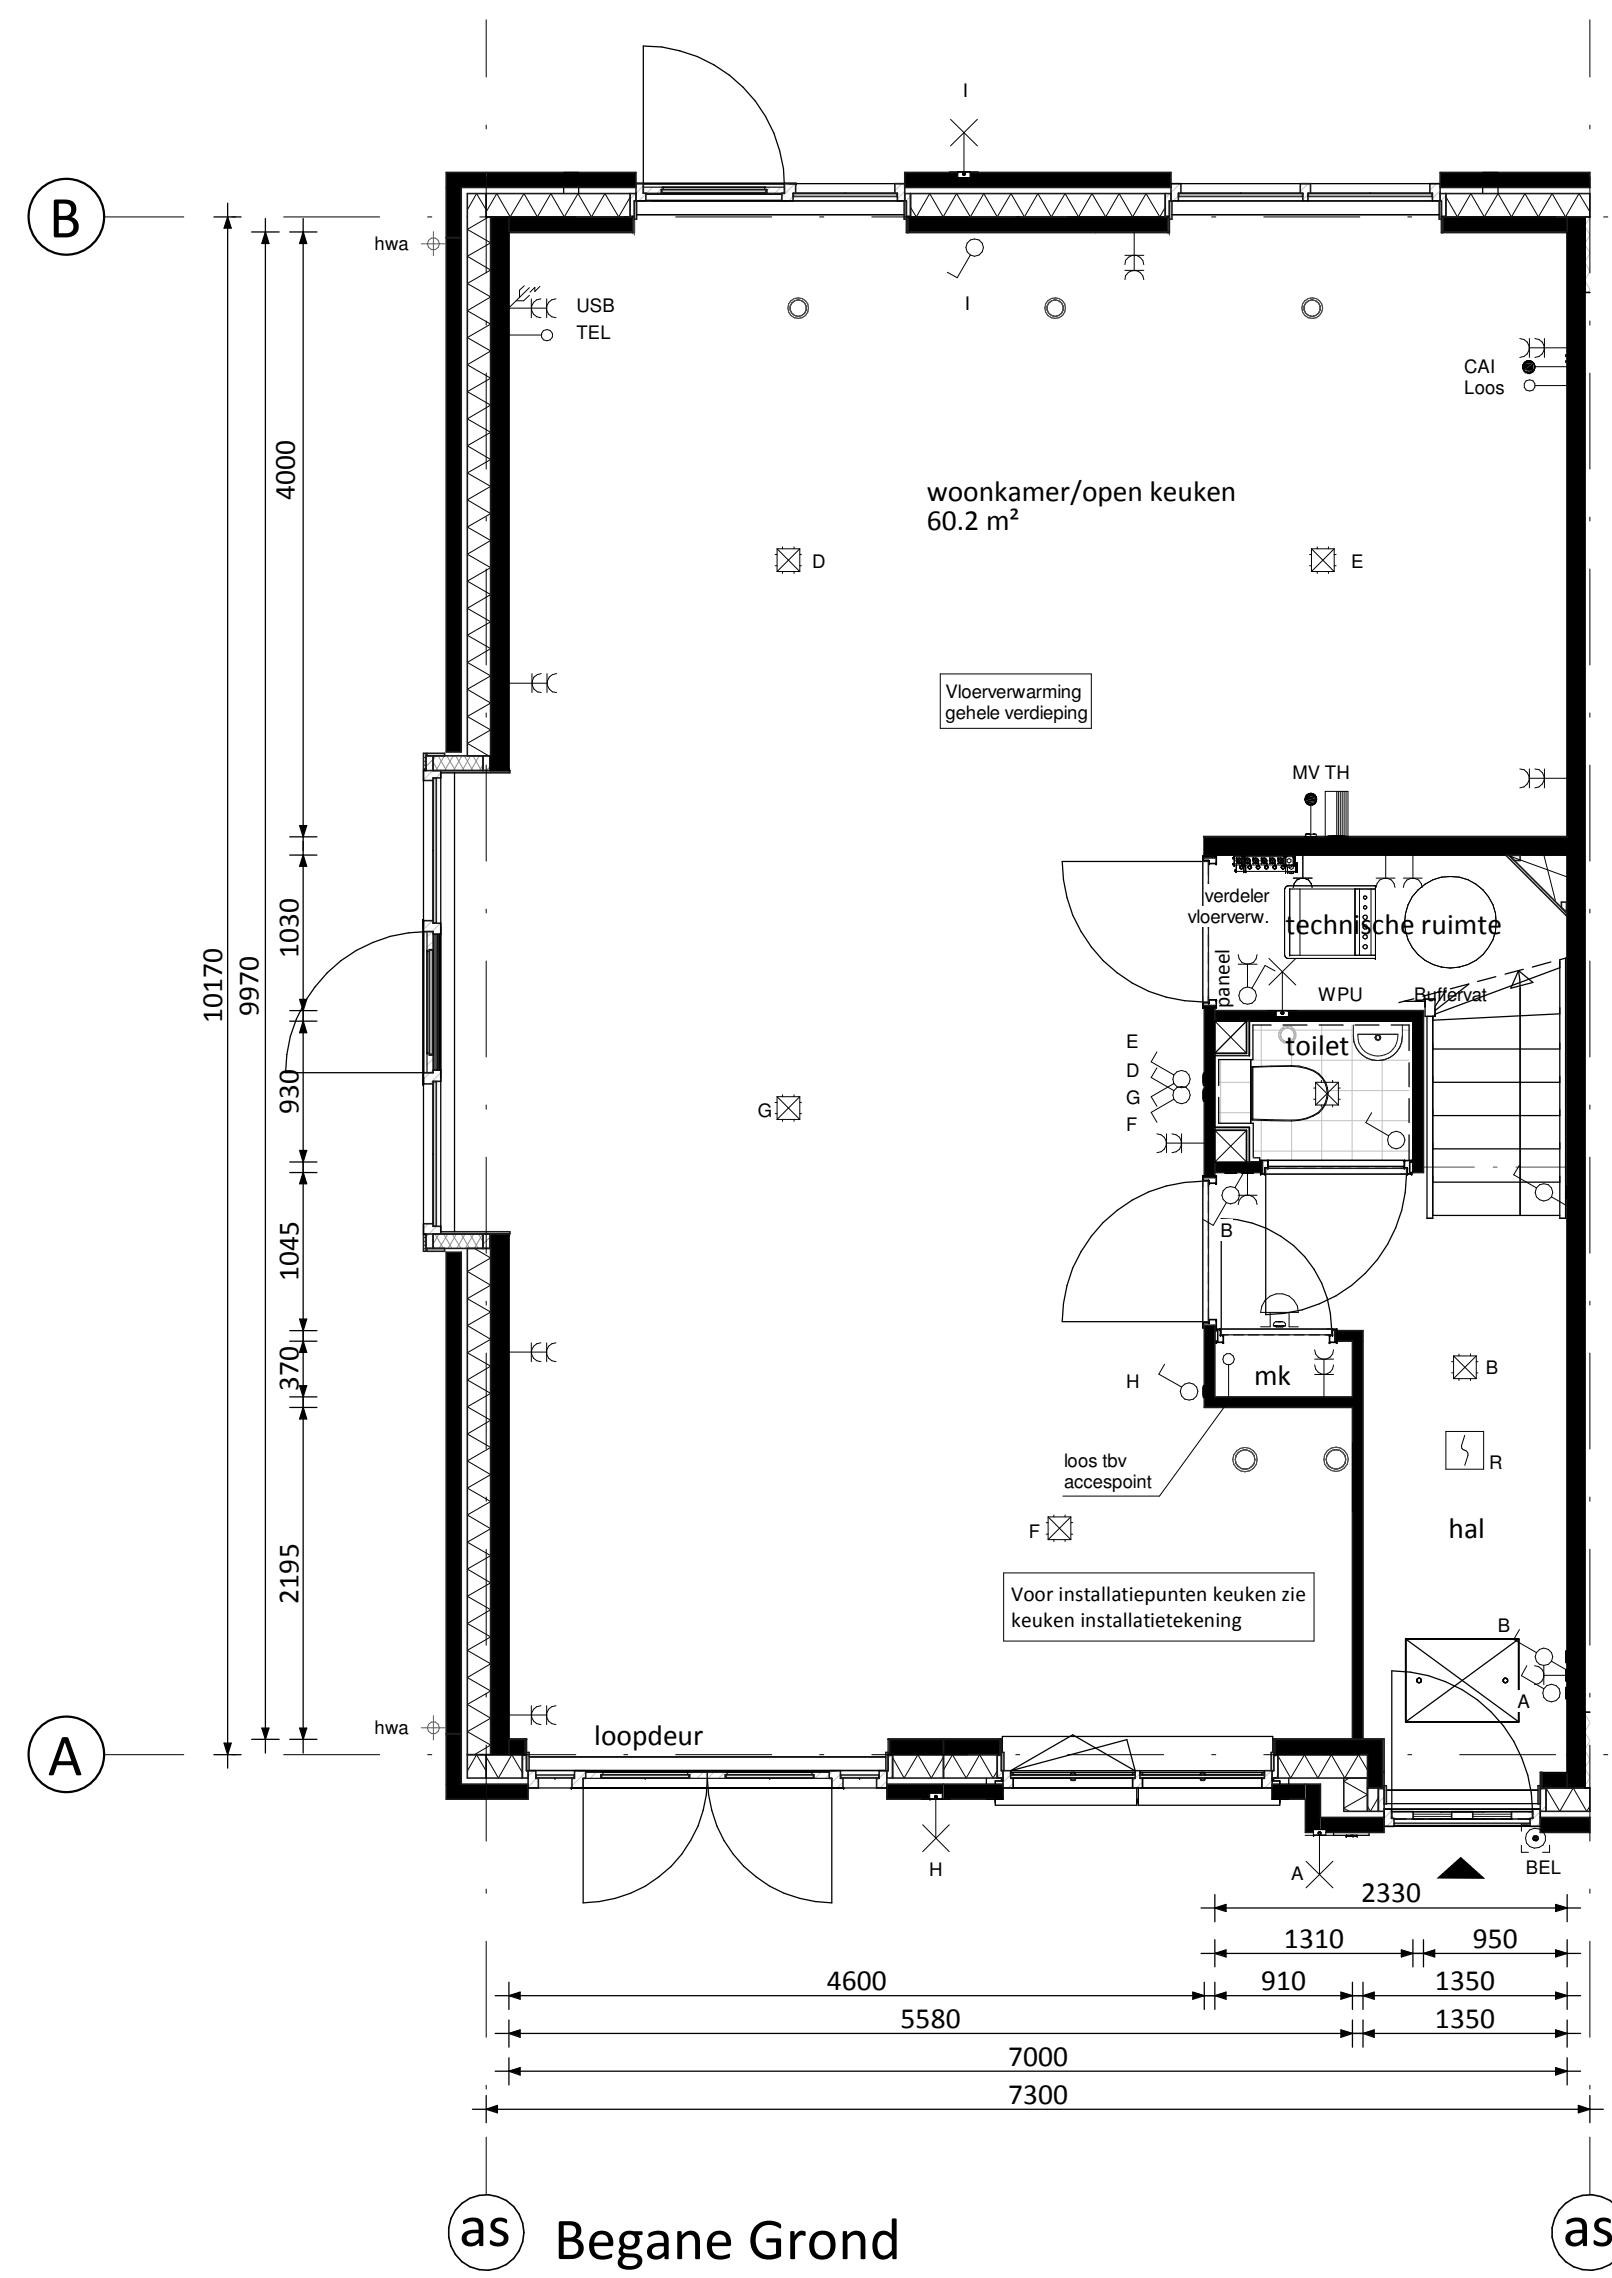 I
B
hwa
USB
TEL
I
CAI
Loos
4000
woonkamer/open keuken
60.2 m²
D
E
Vloerverwarming
gehele verdieping
MV TH
verdeler
vloerverw.
technische ruimte
paneel
WPU
Buffervat
1030
10170
9970
E
D
G
F
toilet
930
G
B
1045
370
H
mk
B
loos tbv
accespoint
R
F
hal
2195
Voor installatiepunten keuken zie
keuken installatietekening
B
A
hwa
A
loopdeur
H
A
BEL
2330
1310
950
4600
910
1350
5580
1350
7000
7300
as
Begane Grond
as